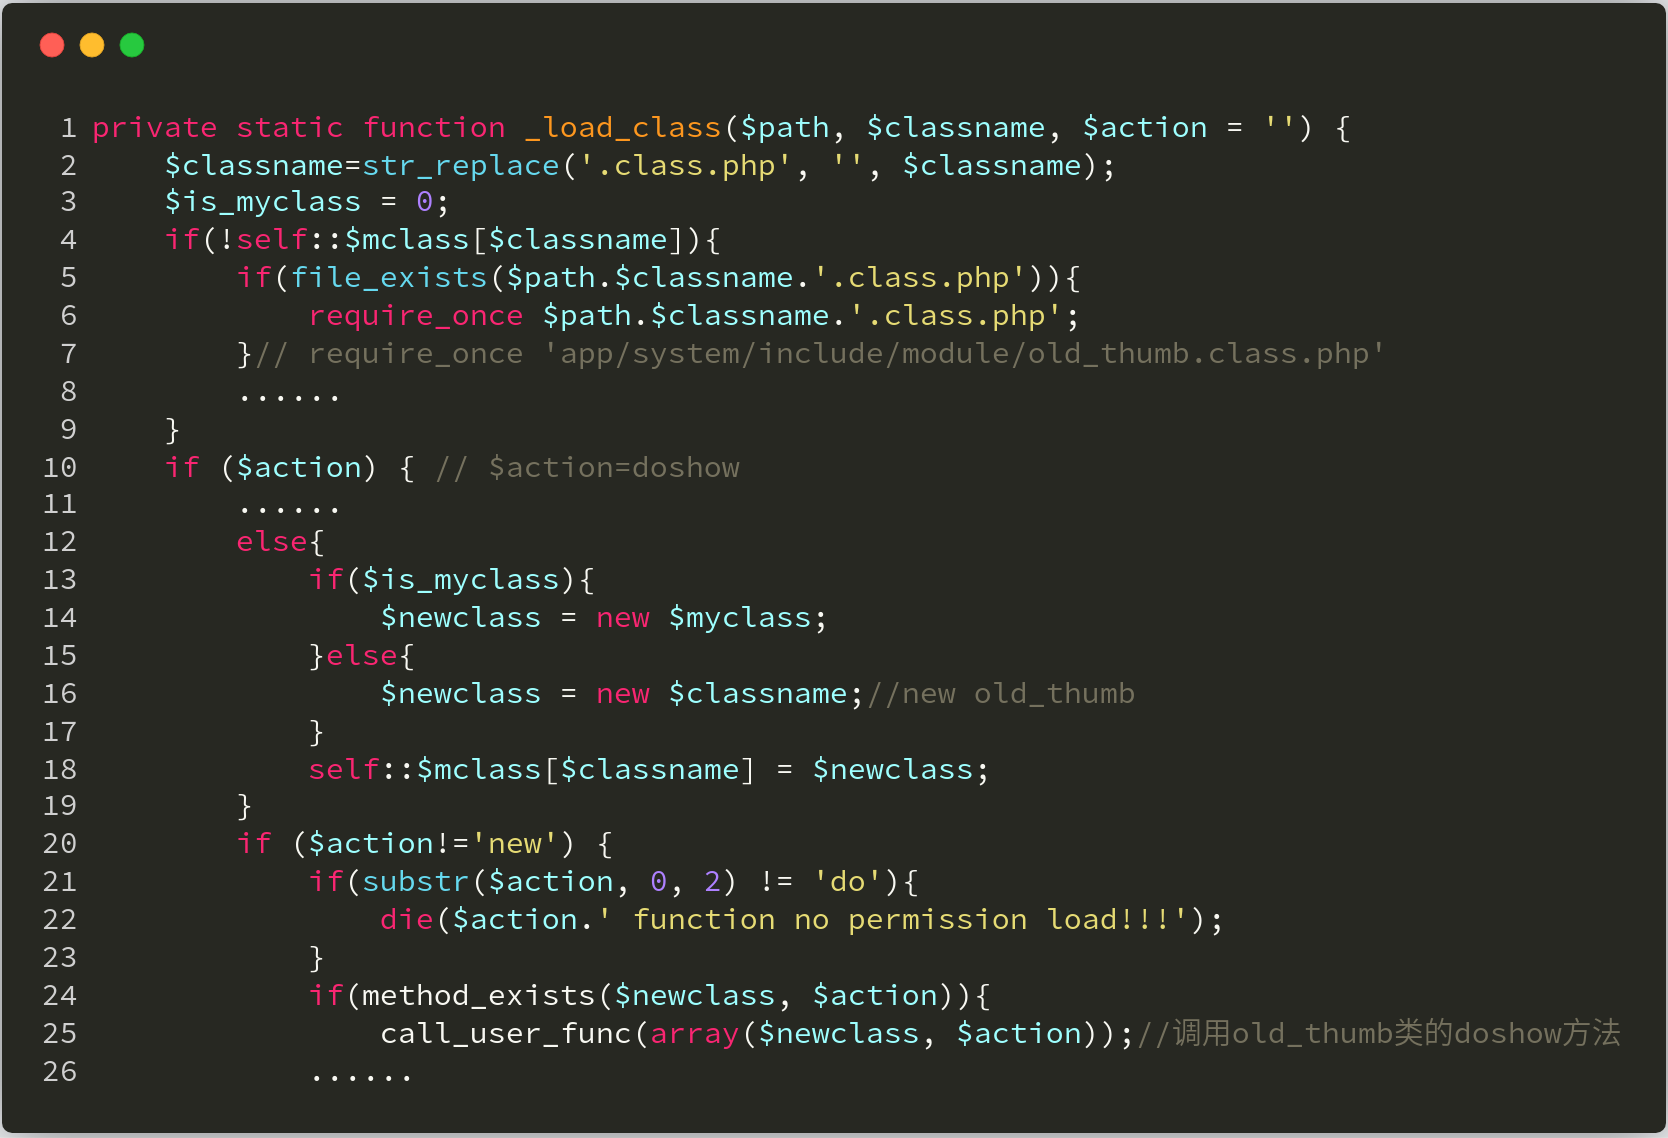 1 private static function _load_class($path, $classname, $action = '') {
2     $classname=str_replace('.class.php', '', $classname);
3     $is_myclass = 0;
4     if(!self::$mclass[$classname]){
5         if(file_exists($path.$classname.'.class.php')){
6             require_once $path.$classname.'.class.php';
7         }// require_once 'app/system/include/module/old_thumb.class.php'
8         ......
9     }
10     if ($action) { // $action=doshow
11         ......
12         else{
13             if($is_myclass){
14                 $newclass = new $myclass;
15             }else{
16                 $newclass = new $classname;//new old_thumb
17             }
18             self::$mclass[$classname] = $newclass;
19         }
20         if ($action!='new') {
21             if(substr($action, 0, 2) != 'do'){
22                 die($action.' function no permission load!!!');
23             }
24             if(method_exists($newclass, $action)){
25                 call_user_func(array($newclass, $action));//调用old_thumb类的doshow方法
26             ......